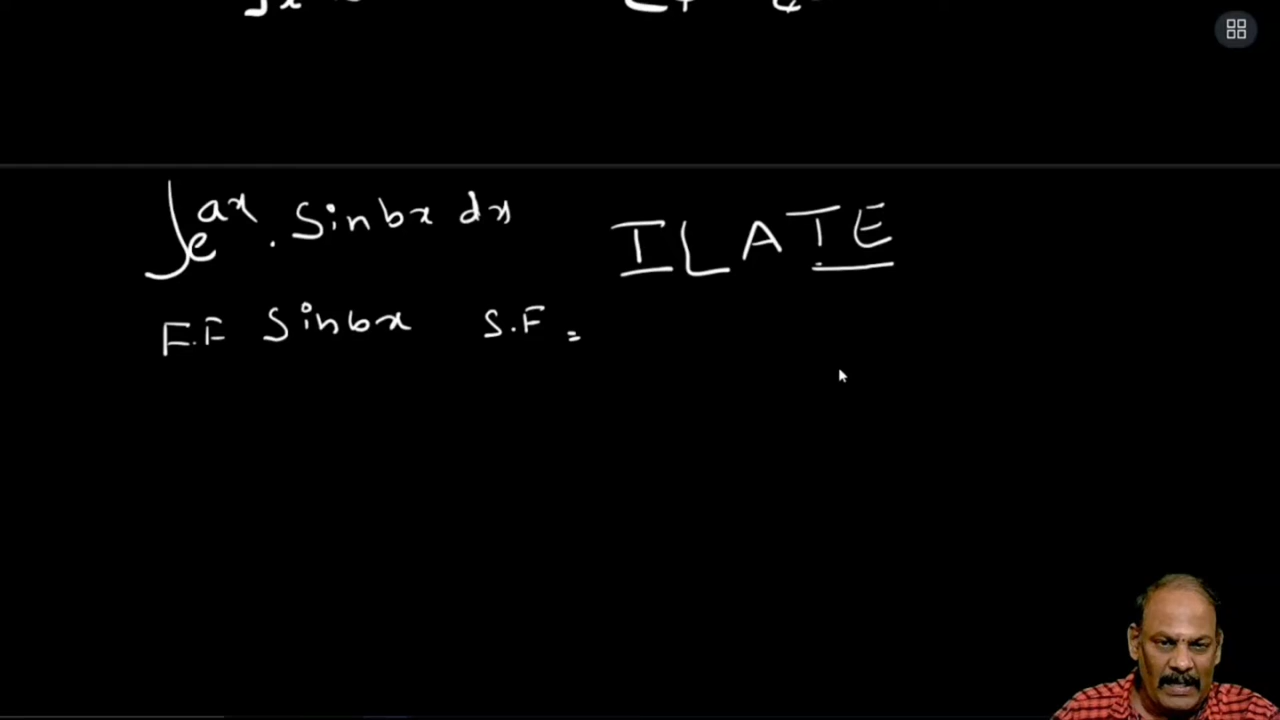 ∫e^{ax} . Sinbx dx ILATE
F.F Sinbx S.F =